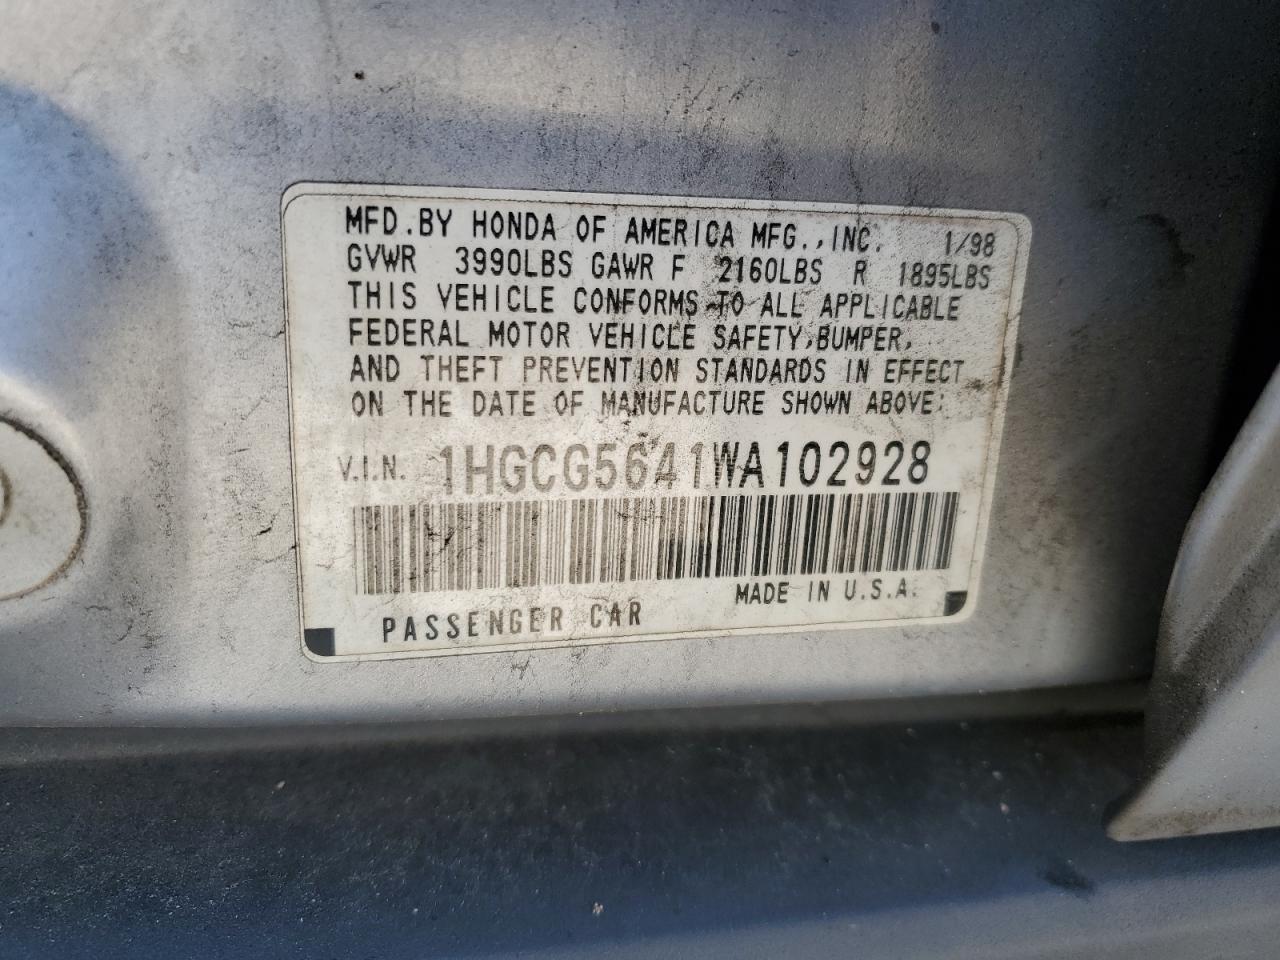 MFD.BY HONDA OF AMERICA MFG.,INC. 1/98
GVWR 3990LBS GAWR F 2160LBS R 1895LBS
THIS VEHICLE CONFORMS TO ALL APPLICABLE
FEDERAL MOTOR VEHICLE SAFETY,BUMPER,
AND THEFT PREVENTION STANDARDS IN EFFECT
ON THE DATE OF MANUFACTURE SHOWN ABOVE:
V.I.N. 1HGCG5641WA102928
MADE IN U.S.A.
PASSENGER CAR